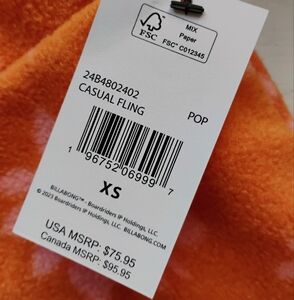 FSC
MIX
Paper
FSC® C012345
24B4802402
CASUAL FLING
POP
1 96752 06999 7
XS
BILLABONG™ - Boardriders IP Holdings, LLC.
© 2023 Boardriders IP Holdings, LLC. BILLABONG.COM
USA MSRP: $75.95
Canada MSRP: $95.95